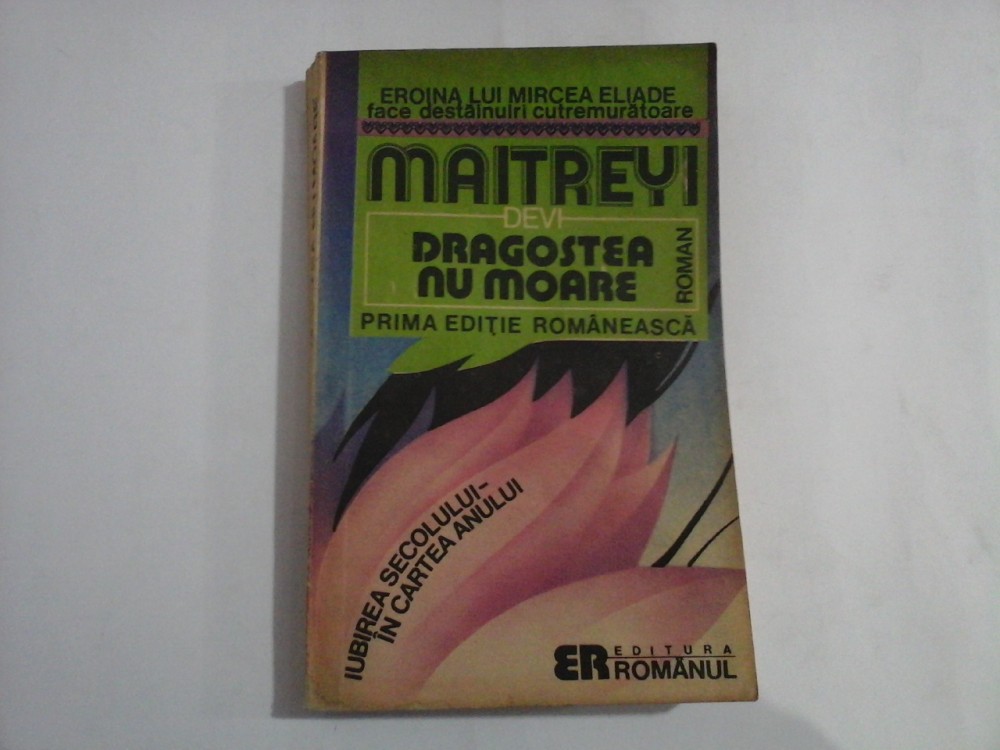 EROINA LUI MIRCEA ELIADE
face destăinuiri cutremurătoare
MAITREYI
DEVI
DRAGOSTEA
NU MOARE
ROMAN
PRIMA EDIŢIE ROMÂNEASCĂ
IUBIREA SECOLULUI-
ÎN CARTEA ANULUI
ER EDITURA
ROMÂNUL